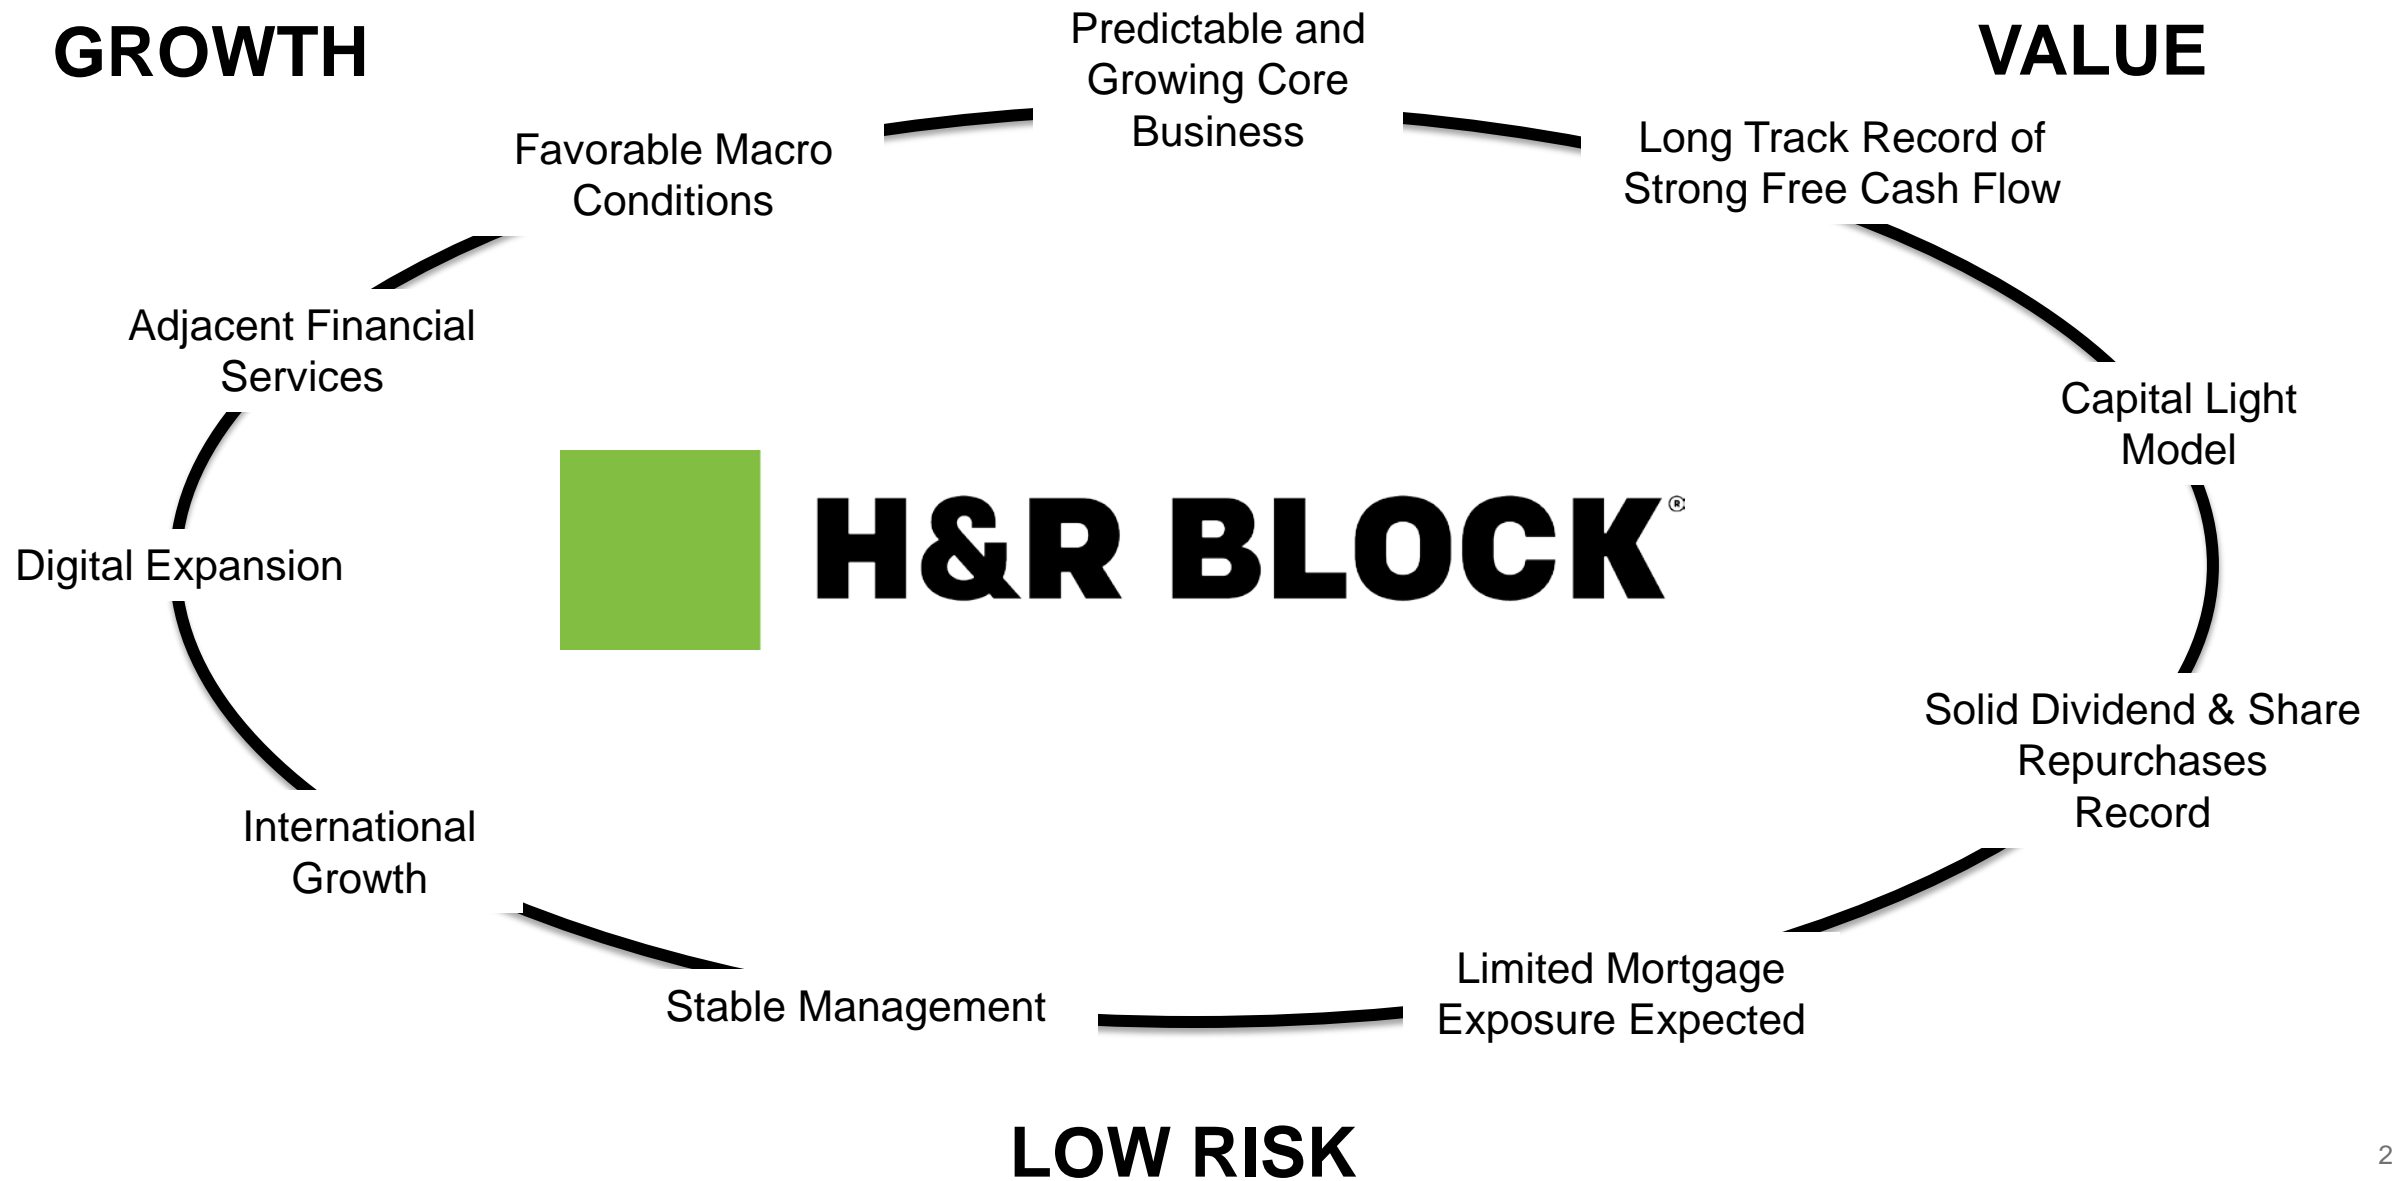 GROWTH
VALUE
Predictable and
Growing Core
Business
Favorable Macro
Conditions
Long Track Record of
Strong Free Cash Flow
Adjacent Financial
Services
Capital Light
Model
H&R BLOCK®
Digital Expansion
Solid Dividend & Share
Repurchases
Record
International
Growth
Stable Management
Limited Mortgage
Exposure Expected
LOW RISK
2